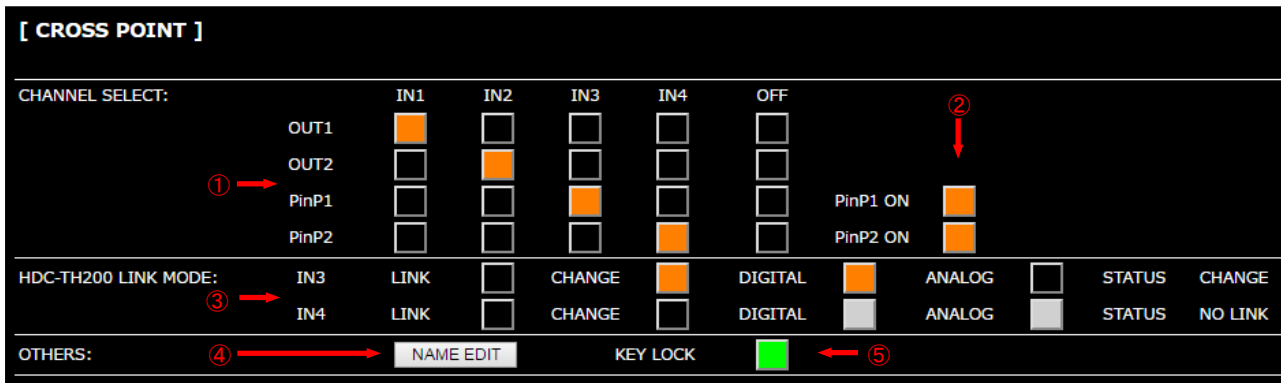 [ CROSS POINT ]
CHANNEL SELECT: IN1 IN2 IN3 IN4 OFF ②
OUT1
OUT2
①
PinP1 PinP1 ON
PinP2 PinP2 ON
HDC-TH200 LINK MODE: IN3 LINK CHANGE DIGITAL ANALOG STATUS CHANGE
③
IN4 LINK CHANGE DIGITAL ANALOG STATUS NO LINK
OTHERS: ④ NAME EDIT KEY LOCK ⑤